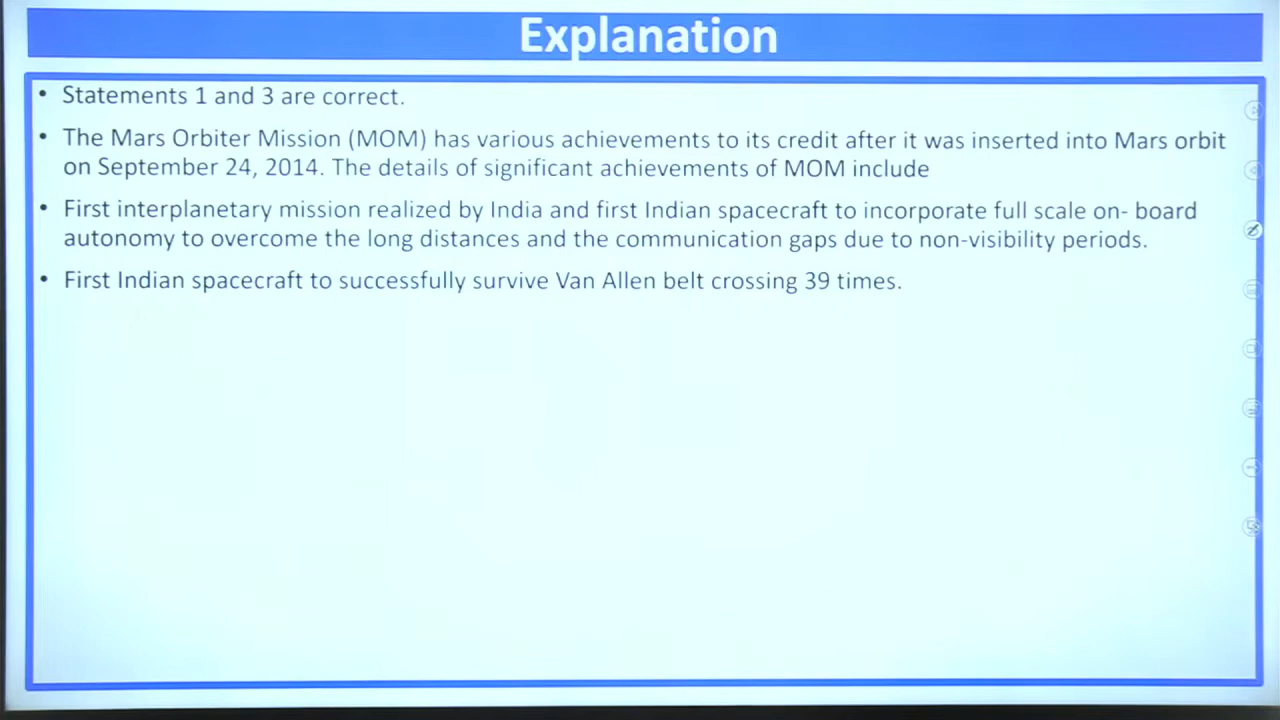 Explanation
• Statements 1 and 3 are correct.
• The Mars Orbiter Mission (MOM) has various achievements to its credit after it was inserted into Mars orbit
on September 24, 2014. The details of significant achievements of MOM include
• First interplanetary mission realized by India and first Indian spacecraft to incorporate full scale on- board
autonomy to overcome the long distances and the communication gaps due to non-visibility periods.
• First Indian spacecraft to successfully survive Van Allen belt crossing 39 times.